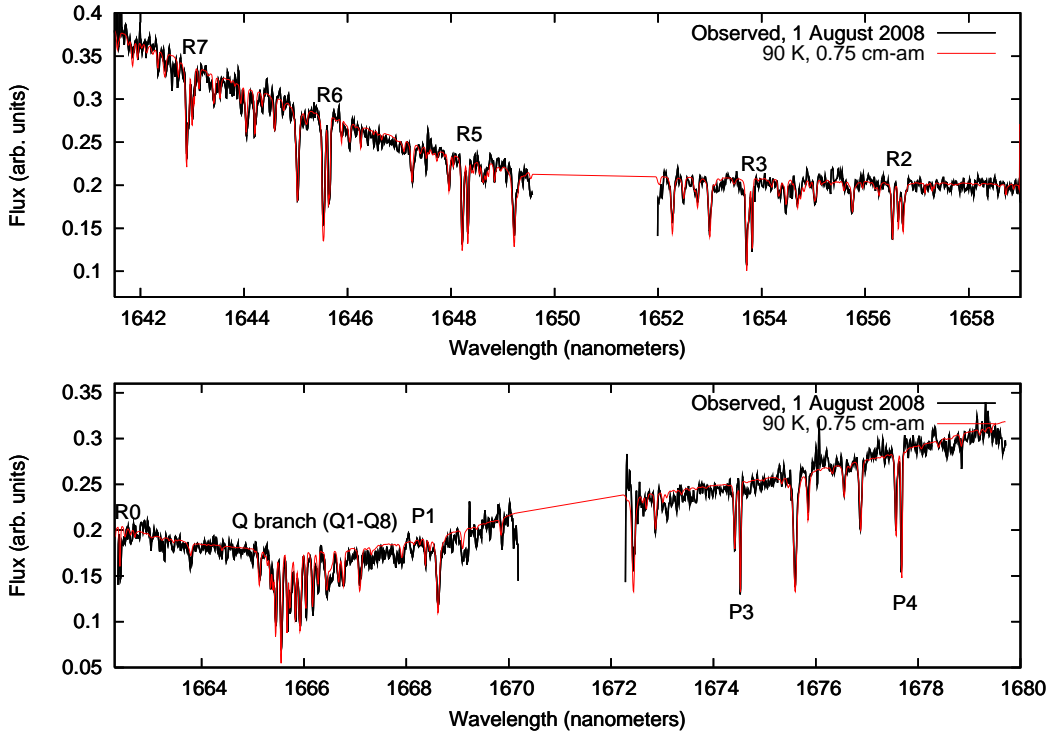 Observed, 1 August 2008
90 K, 0.75 cm-am
R7
R6
R5
R3
R2
Flux (arb. units)
0.4
0.35
0.3
0.25
0.2
0.15
0.1
1642 1644 1646 1648 1650 1652 1654 1656 1658
Wavelength (nanometers)
Observed, 1 August 2008
90 K, 0.75 cm-am
R0
Q branch (Q1-Q8)
P1
P3
P4
Flux (arb. units)
0.35
0.3
0.25
0.2
0.15
0.1
0.05
1664 1666 1668 1670 1672 1674 1676 1678 1680
Wavelength (nanometers)